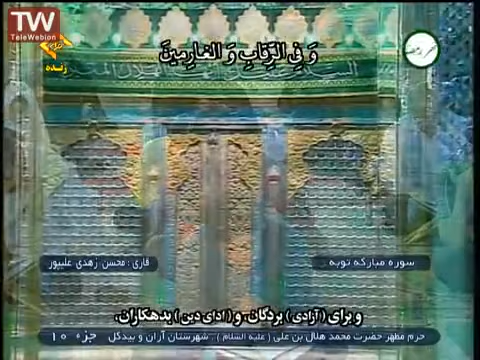 TW
TeleWebion
زنده
وَ فِي الرِّقَابِ وَ الْغَارِمِينَ
سوره مبارکه توبه
قاری : محسن زهدی علیپور
و برای ( آزادی ) بردگان، و ( ادای دین ) بدهکاران،
حرم مطهر حضرت محمد هلال بن علی ( علیه السلام ) . شهرستان آران و بیدگل
جزء ۱۰